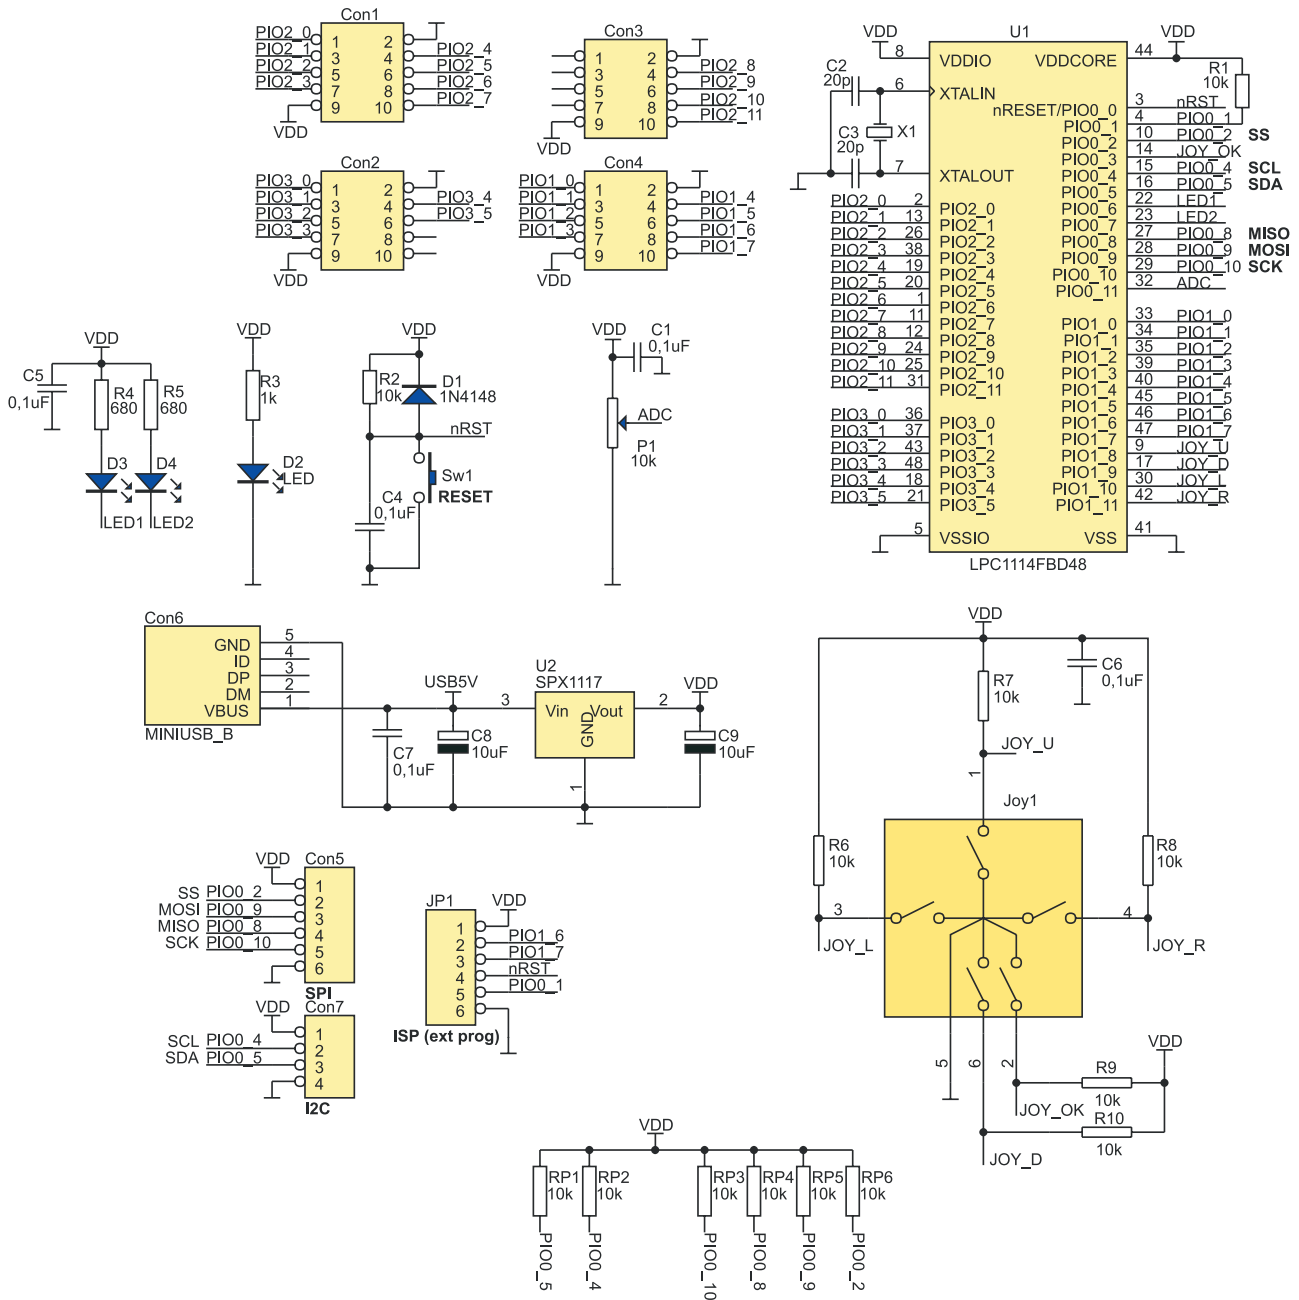 Con1
PIO2_0
PIO2_1
PIO2_2
PIO2_3
1 2
3 4
5 6
7 8
9 10
PIO2_4
PIO2_5
PIO2_6
PIO2_7
VDD
Con3
1 2
3 4
5 6
7 8
9 10
PIO2_8
PIO2_9
PIO2_10
PIO2_11
VDD
Con2
PIO3_0
PIO3_1
PIO3_2
PIO3_3
1 2
3 4
5 6
7 8
9 10
PIO3_4
PIO3_5
VDD
Con4
PIO1_0
PIO1_1
PIO1_2
PIO1_3
1 2
3 4
5 6
7 8
9 10
PIO1_4
PIO1_5
PIO1_6
PIO1_7
VDD
U1
VDD
VDD
8 VDDIO
VDDCORE 44
R1
10k
C2
20p
C3
20p
X1
6 XTALIN
7 XTALOUT
nRESET/PIO0_0 3 nRST
PIO0_1 4 PIO0_1
PIO0_2 10 PIO0_2 SS
PIO0_3 14 JOY_OK
PIO0_4 15 PIO0_4 SCL
PIO0_5 16 PIO0_5 SDA
PIO0_6 22 LED1
PIO0_7 23 LED2
PIO0_8 27 PIO0_8 MISO
PIO0_9 28 PIO0_9 MOSI
PIO0_10 29 PIO0_10 SCK
PIO0_11 32 ADC
PIO2_0 2 PIO2_0
PIO2_1 13 PIO2_1
PIO2_2 26 PIO2_2
PIO2_3 38 PIO2_3
PIO2_4 19 PIO2_4
PIO2_5 20 PIO2_5
PIO2_6 1 PIO2_6
PIO2_7 11 PIO2_7
PIO2_8 12 PIO2_8
PIO2_9 24 PIO2_9
PIO2_10 25 PIO2_10
PIO2_11 31 PIO2_11
PIO1_0 33 PIO1_0
PIO1_1 34 PIO1_1
PIO1_2 35 PIO1_2
PIO1_3 39 PIO1_3
PIO1_4 40 PIO1_4
PIO1_5 45 PIO1_5
PIO1_6 46 PIO1_6
PIO1_7 47 PIO1_7
PIO1_8 9 JOY_U
PIO1_9 17 JOY_D
PIO1_10 30 JOY_L
PIO1_11 42 JOY_R
PIO3_0 36 PIO3_0
PIO3_1 37 PIO3_1
PIO3_2 43 PIO3_2
PIO3_3 48 PIO3_3
PIO3_4 18 PIO3_4
PIO3_5 21 PIO3_5
5 VSSIO
VSS 41
LPC1114FBD48
VDD
C5
0,1uF
R4
680
R5
680
D3
D4
LED1
LED2
VDD
R3
1k
D2
LED
VDD
R2
10k
D1
1N4148
nRST
Sw1
RESET
C4
0,1uF
VDD
C1
0,1uF
ADC
P1
10k
Con6
GND 5
ID 4
DP 3
DM 2
VBUS 1
MINIUSB_B
USB5V
C7
0,1uF
C8
10uF
U2
SPX1117
3 Vin
Vout 2
GND
1
VDD
C9
10uF
VDD
C6
0,1uF
R7
10k
JOY_U
1
Joy1
R6
10k
R8
10k
3
JOY_L
4
JOY_R
5
6
2
VDD
R9
10k
JOY_OK
R10
10k
JOY_D
VDD
Con5
1
SS PIO0_2 2
MOSI PIO0_9 3
MISO PIO0_8 4
SCK PIO0_10 5
6
SPI
Con7
VDD
1
SCL PIO0_4 2
SDA PIO0_5 3
4
I2C
JP1
VDD
1
2 PIO1_6
3 PIO1_7
4 nRST
5 PIO0_1
6
ISP (ext prog)
VDD
RP1
10k
RP2
10k
RP3
10k
RP4
10k
RP5
10k
RP6
10k
PIO0_5
PIO0_4
PIO0_10
PIO0_8
PIO0_9
PIO0_2